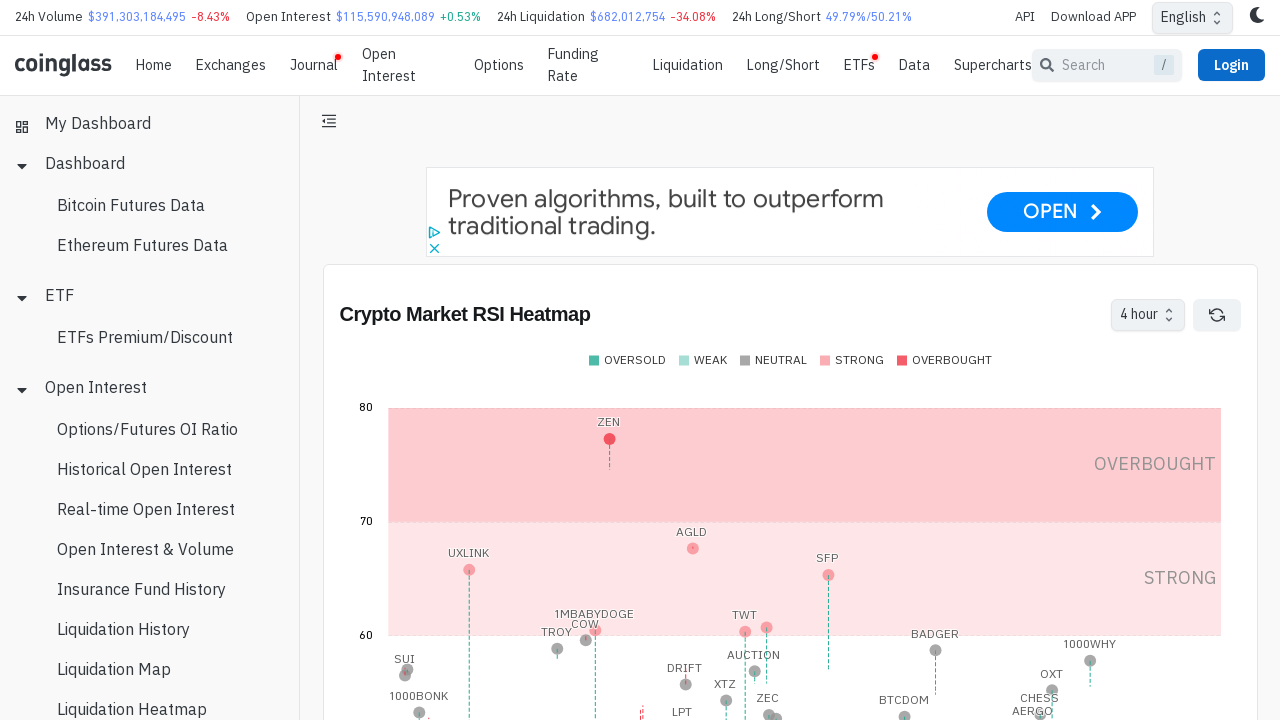 24h Volume $391,303,184,495 -8.43% Open Interest $115,590,948,089 +0.53% 24h Liquidation $682,012,754 -34.08% 24h Long/Short 49.79%/50.21% API Download APP English
coinglass Home Exchanges Journal Open Interest Options Funding Rate Liquidation Long/Short ETFs Data Supercharts Search / Login
My Dashboard
Dashboard
Bitcoin Futures Data
Ethereum Futures Data
ETF
ETFs Premium/Discount
Open Interest
Options/Futures OI Ratio
Historical Open Interest
Real-time Open Interest
Open Interest & Volume
Insurance Fund History
Liquidation History
Liquidation Map
Liquidation Heatmap
Proven algorithms, built to outperform
traditional trading.
OPEN
Crypto Market RSI Heatmap 4 hour
OVERSOLD WEAK NEUTRAL STRONG OVERBOUGHT
80
ZEN
OVERBOUGHT
70
AGLD
UXLINK
SFP
STRONG
1MBABYDOGE
TWT
COW
TROY
60
BADGER
1000WHY
AUCTION
SUI
DRIFT
OXT
XTZ
1000BONK
ZEC
CHESS
BTCDOM
LPT
AERGO